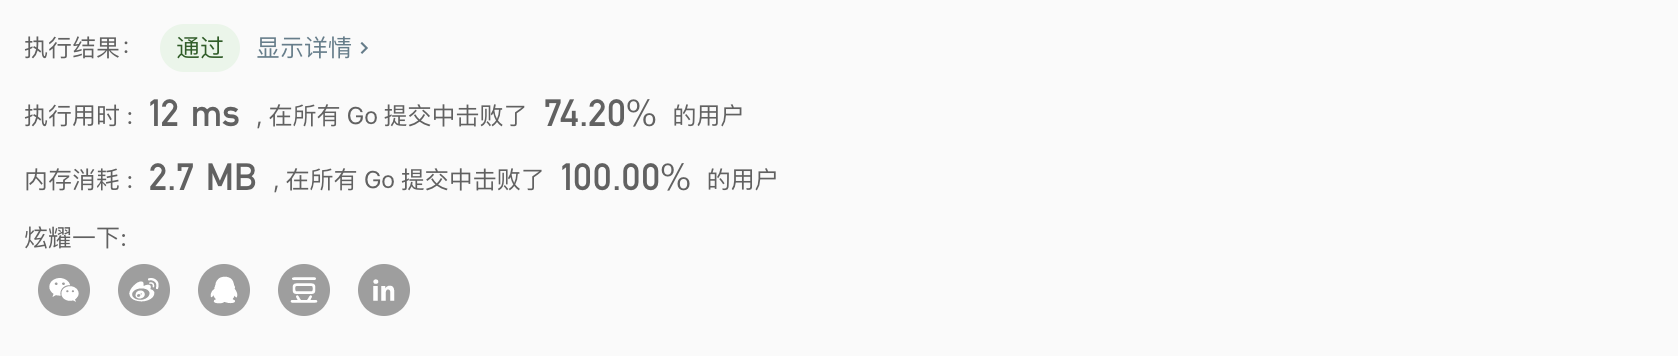 执行结果： 通过 显示详情 >
执行用时 : 12 ms , 在所有 Go 提交中击败了 74.20% 的用户
内存消耗 : 2.7 MB , 在所有 Go 提交中击败了 100.00% 的用户
炫耀一下:
豆 in